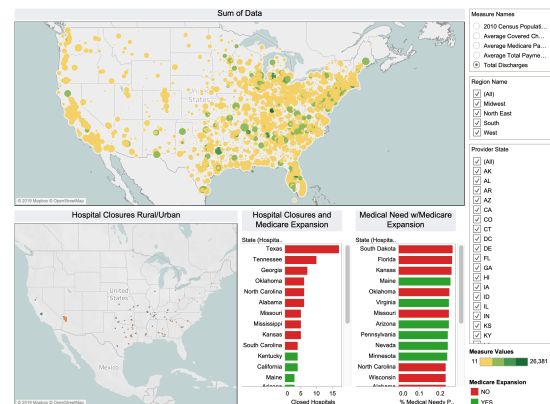 Sum of Data
States
© 2019 Mapbox © OpenStreetMap
Measure Names
2010 Census Populati...
Average Covered Ch...
Average Medicare Pa...
Average Total Payme...
Total Discharges
Region Name
(All)
Midwest
North East
South
West
Provider State
(All)
AK
AL
AR
AZ
CA
CO
CT
DC
DE
FL
GA
HI
IA
ID
IL
IN
KS
KY
Measure Values
11
26,381
Medicare Expansion
NO
YES
Hospital Closures Rural/Urban
United
States
Mexico
© 2019 Mapbox © OpenStreetMap
Hospital Closures and
Medicare Expansion
State (Hospita..
Texas
Tennessee
Georgia
Oklahoma
North Carolina
Alabama
Missouri
Mississippi
Kansas
South Carolina
Kentucky
California
Maine
Arizona
0 5 10 15
Closed Hospitals
Medical Need w/Medicare
Expansion
State (Hospita..
South Dakota
Florida
Kansas
Maine
Oklahoma
Virginia
Missouri
Arizona
Pennsylvania
Nevada
Minnesota
North Carolina
Wisconsin
Alabama
0.0 0.1 0.2
% Medical Needy P..